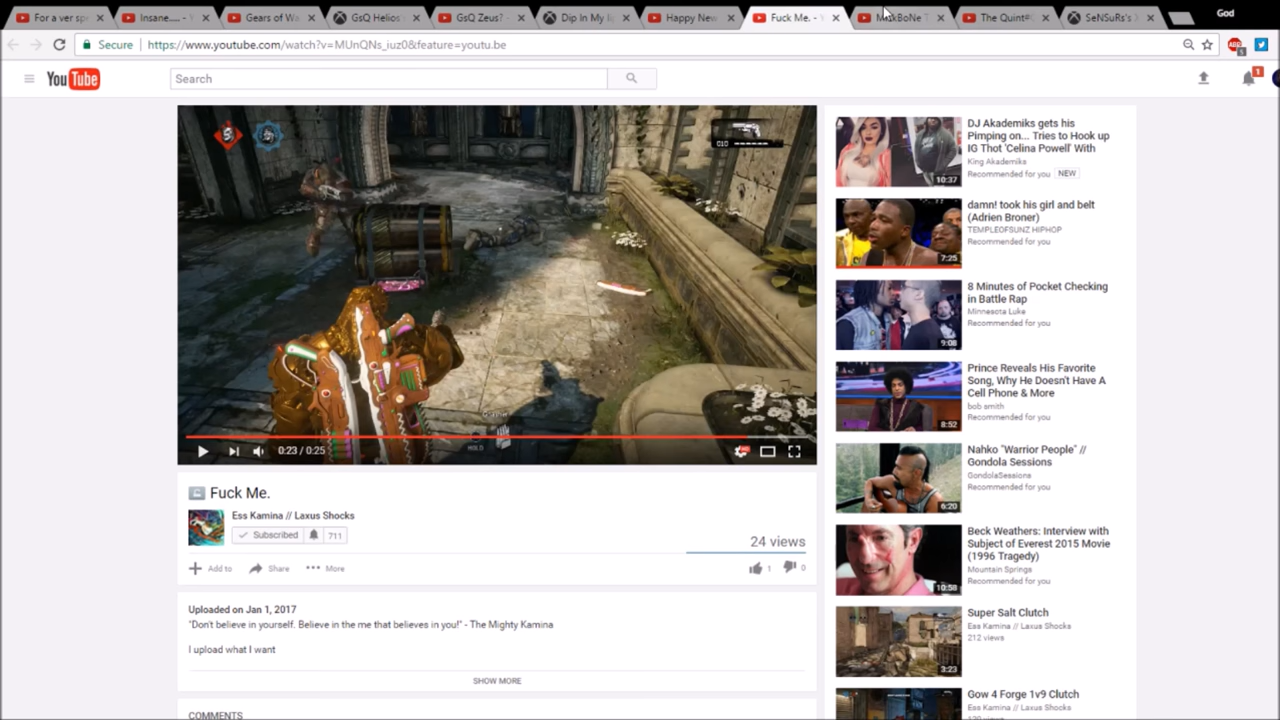 For a ver sp
Insane.....
Gears of Wa
GsQ Helios
GsQ Zeus?
Dip In My
Happy New
Fuck Me. -
The Quint
SeNSuRs's
God
Secure https://www.youtube.com/watch?v=MUnQNs_iuz0&feature=youtu.be
ABP
5
YouTube
Search
1
010
HOLD
0:23 / 0:25
HD
Fuck Me.
Ess Kamina // Laxus Shocks
Subscribed 711
24 views
Add to Share More 1 0
Uploaded on Jan 1, 2017
"Don't believe in yourself. Believe in the me that believes in you!" - The Mighty Kamina
I upload what I want
SHOW MORE
COMMENTS
DJ Akademiks gets his
Pimping on... Tries to Hook up
IG Thot 'Celina Powell' With
King Akademiks
Recommended for you NEW
10:37
damn! took his girl and belt
(Adrien Broner)
TEMPLEOFSUNZ HIPHOP
Recommended for you
7:25
8 Minutes of Pocket Checking
in Battle Rap
Minnesota Luke
Recommended for you
9:08
Prince Reveals His Favorite
Song, Why He Doesn't Have A
Cell Phone & More
bob smith
Recommended for you
8:52
Nahko "Warrior People" //
Gondola Sessions
GondolaSessions
Recommended for you
6:20
Beck Weathers: Interview with
Subject of Everest 2015 Movie
(1996 Tragedy)
Mountain Springs
Recommended for you
10:58
Super Salt Clutch
Ess Kamina // Laxus Shocks
212 views
3:23
Gow 4 Forge 1v9 Clutch
Ess Kamina // Laxus Shocks